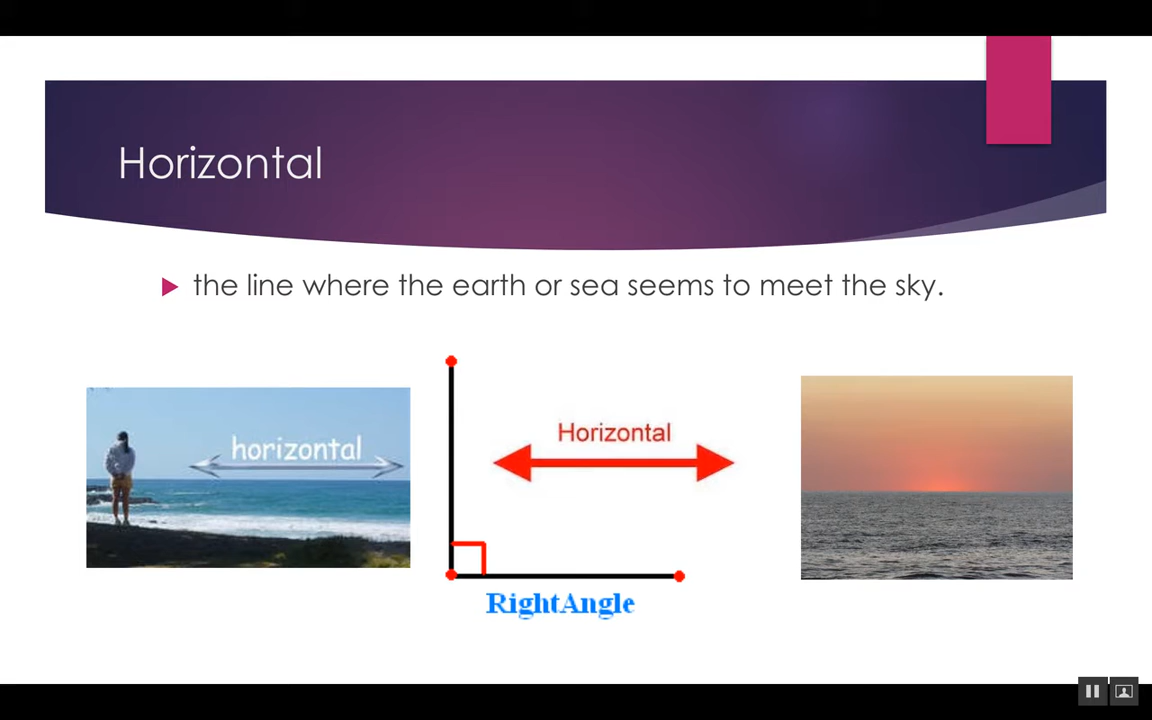 Horizontal
the line where the earth or sea seems to meet the sky.
horizontal
Horizontal
RightAngle